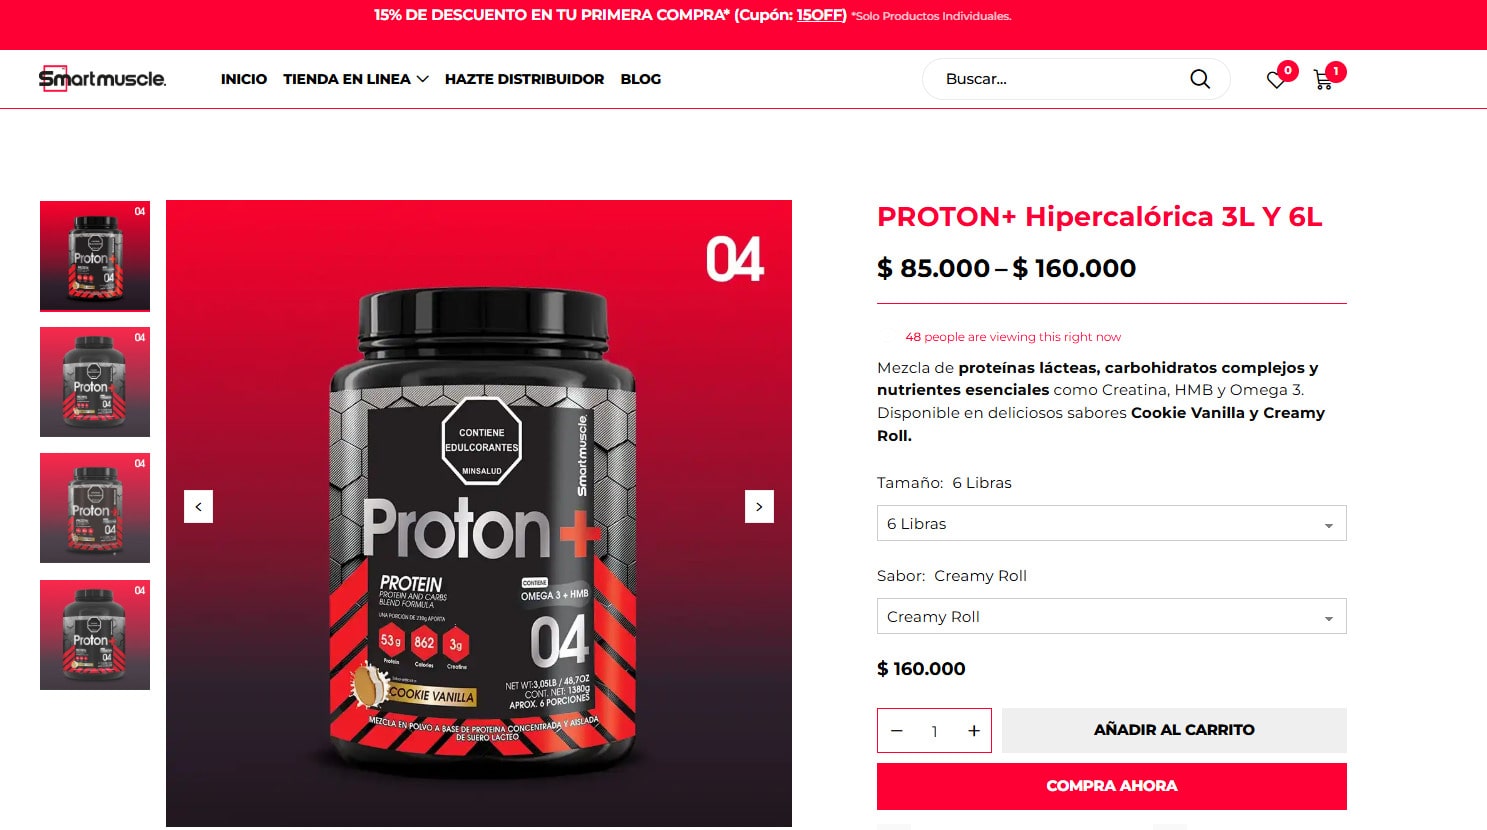 15% DE DESCUENTO EN TU PRIMERA COMPRA* (Cupón: 15OFF) *Solo Productos Individuales.
Smartmuscle.
INICIO
TIENDA EN LINEA
HAZTE DISTRIBUIDOR
BLOG
Buscar...
0
1
04
04
04
04
04
CONTIENE
EDULCORANTES
MINSALUD
Smartmuscle.
Proton+
PROTEIN
PROTEIN AND CARBS
BLEND FORMULA
UNA PORCIÓN DE 230g APORTA
53 g
862
3g
Protein
Calories
Creatine
CONTIENE
OMEGA 3 + HMB
04
COOKIE VANILLA
NET WT:3,05LB / 48,7OZ
CONT. NET: 1380g
APROX. 6 PORCIONES
MEZCLA EN POLVO A BASE DE PROTEINA CONCENTRADA Y AISLADA
DE SUERO LACTEO
PROTON+ Hipercalórica 3L Y 6L
$ 85.000 – $ 160.000
48 people are viewing this right now
Mezcla de proteínas lácteas, carbohidratos complejos y
nutrientes esenciales como Creatina, HMB y Omega 3.
Disponible en deliciosos sabores Cookie Vanilla y Creamy
Roll.
Tamaño: 6 Libras
6 Libras
Sabor: Creamy Roll
Creamy Roll
$ 160.000
− 1 +
AÑADIR AL CARRITO
COMPRA AHORA